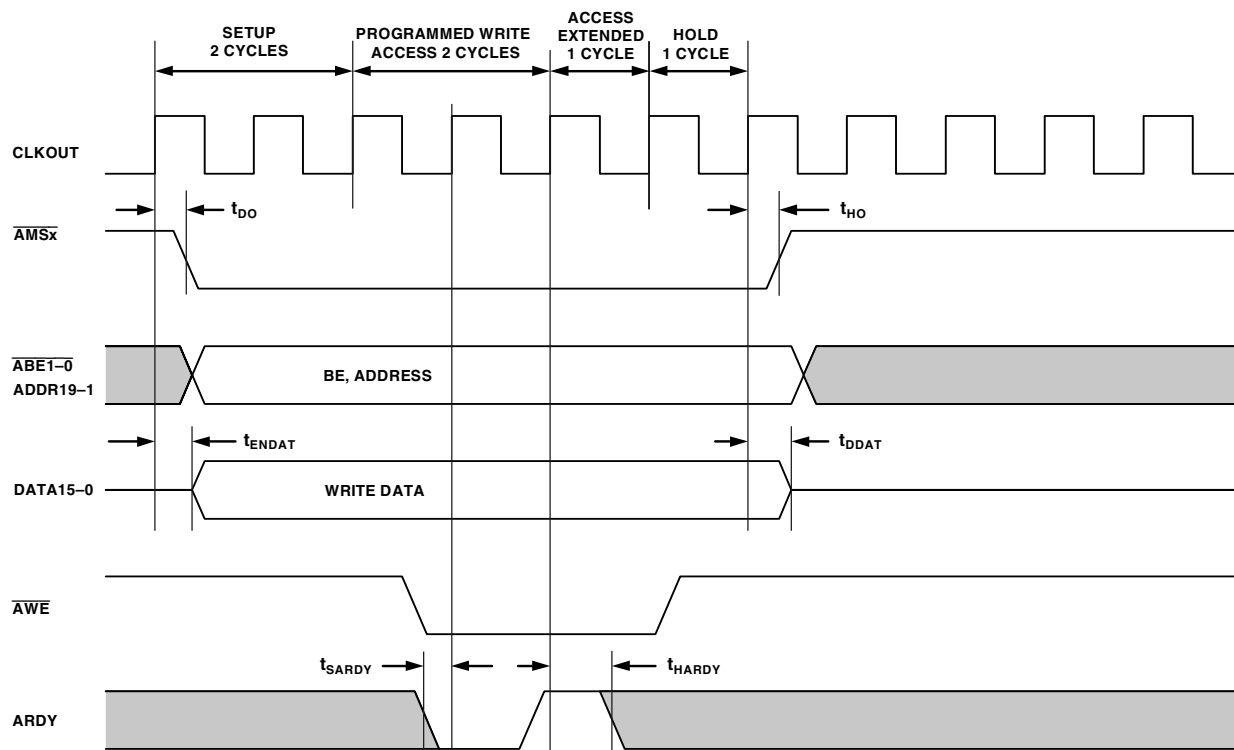 SETUP
2 CYCLES
PROGRAMMED WRITE
ACCESS 2 CYCLES
ACCESS
EXTENDED
1 CYCLE
HOLD
1 CYCLE
CLKOUT
tDO
tHO
AMSx
ABE1–0
ADDR19–1
BE, ADDRESS
tENDAT
tDDAT
DATA15–0
WRITE DATA
AWE
tSARDY
tHARDY
ARDY